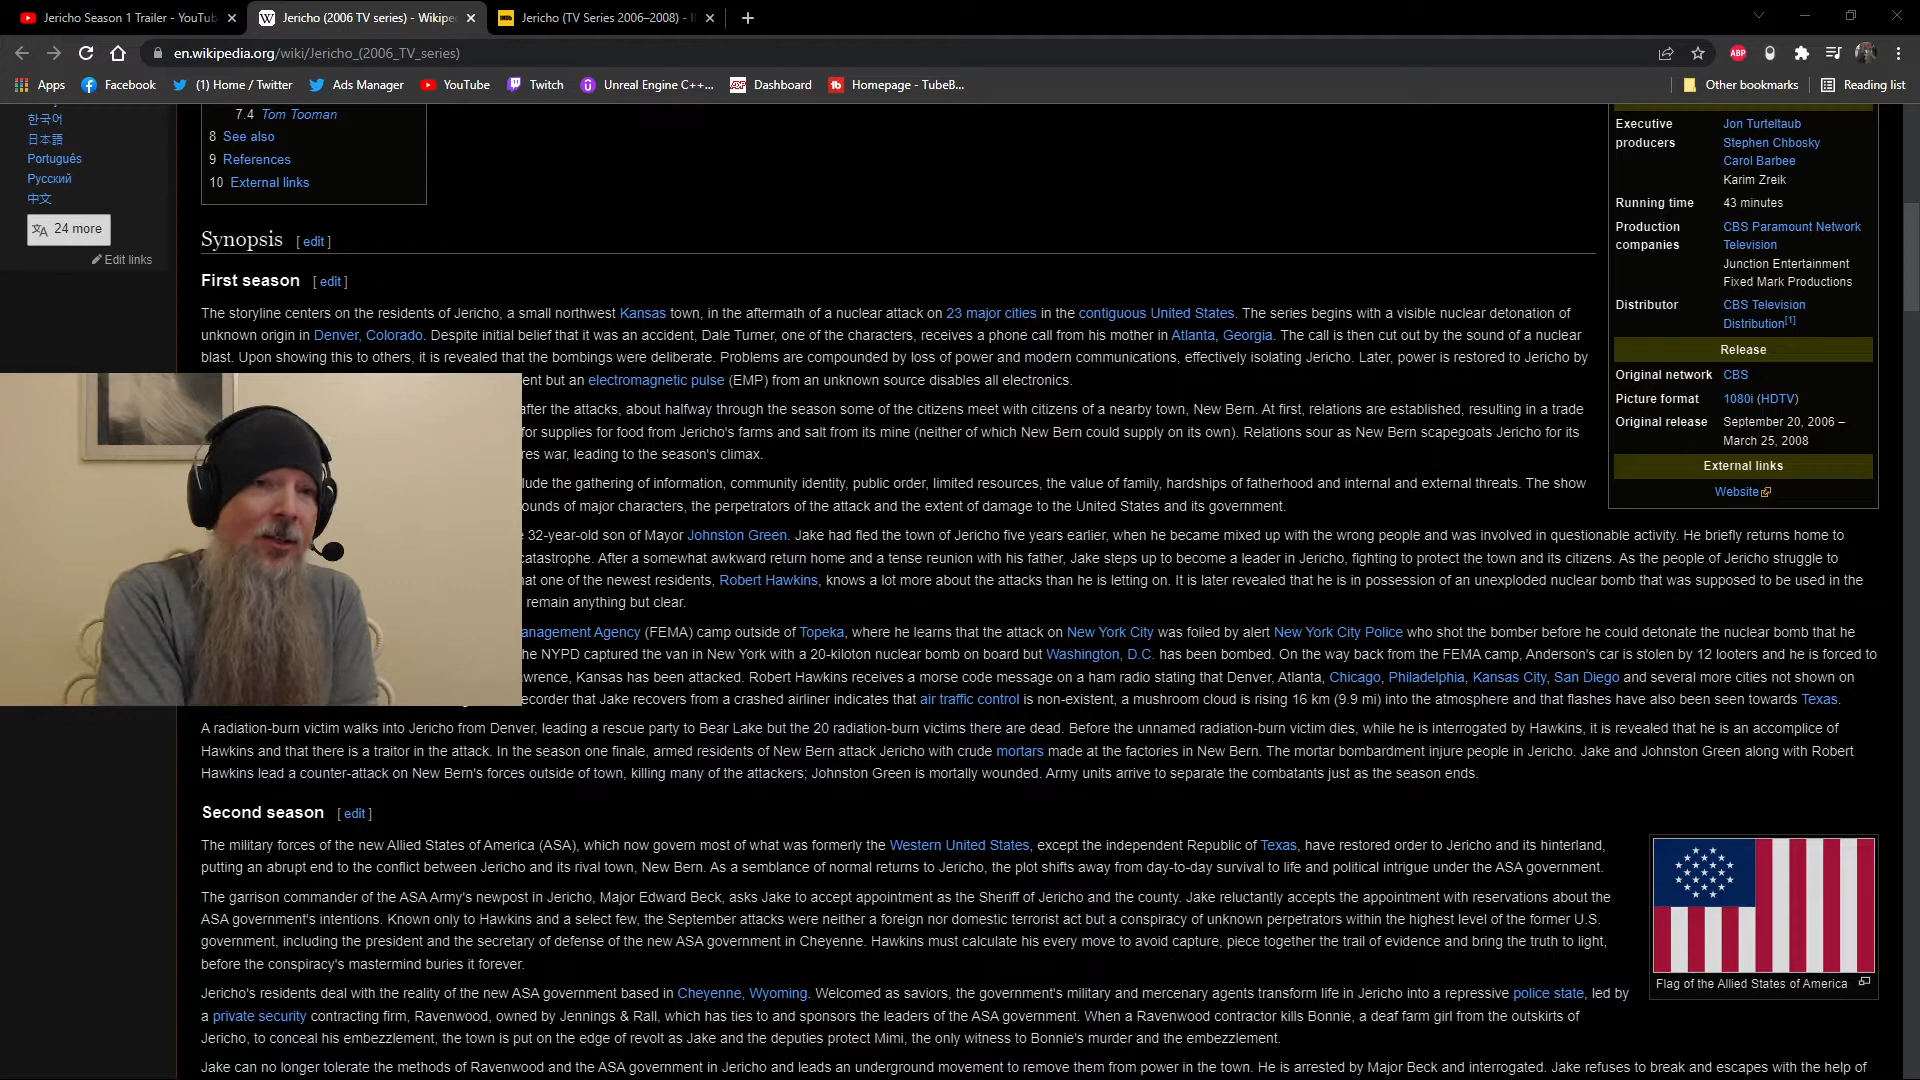 Jericho Season 1 Trailer - YouTub
Jericho (2006 TV series) - Wikipe
Jericho (TV Series 2006–2008) - I
en.wikipedia.org/wiki/Jericho_(2006_TV_series)
ABP
Apps
Facebook
(1) Home / Twitter
Ads Manager
YouTube
Twitch
Unreal Engine C++...
Dashboard
Homepage - TubeB...
Other bookmarks
Reading list
한국어
日本語
Português
Русский
中文
24 more
Edit links
7.4 Tom Tooman
8 See also
9 References
10 External links
Synopsis [ edit ]
First season [ edit ]
The storyline centers on the residents of Jericho, a small northwest Kansas town, in the aftermath of a nuclear attack on 23 major cities in the contiguous United States. The series begins with a visible nuclear detonation of
unknown origin in Denver, Colorado. Despite initial belief that it was an accident, Dale Turner, one of the characters, receives a phone call from his mother in Atlanta, Georgia. The call is then cut out by the sound of a nuclear
blast. Upon showing this to others, it is revealed that the bombings were deliberate. Problems are compounded by loss of power and modern communications, effectively isolating Jericho. Later, power is restored to Jericho by
ent but an electromagnetic pulse (EMP) from an unknown source disables all electronics.
after the attacks, about halfway through the season some of the citizens meet with citizens of a nearby town, New Bern. At first, relations are established, resulting in a trade
for supplies for food from Jericho's farms and salt from its mine (neither of which New Bern could supply on its own). Relations sour as New Bern scapegoats Jericho for its
res war, leading to the season's climax.
lude the gathering of information, community identity, public order, limited resources, the value of family, hardships of fatherhood and internal and external threats. The show
ounds of major characters, the perpetrators of the attack and the extent of damage to the United States and its government.
32-year-old son of Mayor Johnston Green. Jake had fled the town of Jericho five years earlier, when he became mixed up with the wrong people and was involved in questionable activity. He briefly returns home to
catastrophe. After a somewhat awkward return home and a tense reunion with his father, Jake steps up to become a leader in Jericho, fighting to protect the town and its citizens. As the people of Jericho struggle to
at one of the newest residents, Robert Hawkins, knows a lot more about the attacks than he is letting on. It is later revealed that he is in possession of an unexploded nuclear bomb that was supposed to be used in the
remain anything but clear.
anagement Agency (FEMA) camp outside of Topeka, where he learns that the attack on New York City was foiled by alert New York City Police who shot the bomber before he could detonate the nuclear bomb that he
he NYPD captured the van in New York with a 20-kiloton nuclear bomb on board but Washington, D.C. has been bombed. On the way back from the FEMA camp, Anderson's car is stolen by 12 looters and he is forced to
wrence, Kansas has been attacked. Robert Hawkins receives a morse code message on a ham radio stating that Denver, Atlanta, Chicago, Philadelphia, Kansas City, San Diego and several more cities not shown on
ecorder that Jake recovers from a crashed airliner indicates that air traffic control is non-existent, a mushroom cloud is rising 16 km (9.9 mi) into the atmosphere and that flashes have also been seen towards Texas.
A radiation-burn victim walks into Jericho from Denver, leading a rescue party to Bear Lake but the 20 radiation-burn victims there are dead. Before the unnamed radiation-burn victim dies, while he is interrogated by Hawkins, it is revealed that he is an accomplice of
Hawkins and that there is a traitor in the attack. In the season one finale, armed residents of New Bern attack Jericho with crude mortars made at the factories in New Bern. The mortar bombardment injure people in Jericho. Jake and Johnston Green along with Robert
Hawkins lead a counter-attack on New Bern's forces outside of town, killing many of the attackers; Johnston Green is mortally wounded. Army units arrive to separate the combatants just as the season ends.
Second season [ edit ]
The military forces of the new Allied States of America (ASA), which now govern most of what was formerly the Western United States, except the independent Republic of Texas, have restored order to Jericho and its hinterland,
putting an abrupt end to the conflict between Jericho and its rival town, New Bern. As a semblance of normal returns to Jericho, the plot shifts away from day-to-day survival to life and political intrigue under the ASA government.
The garrison commander of the ASA Army's newpost in Jericho, Major Edward Beck, asks Jake to accept appointment as the Sheriff of Jericho and the county. Jake reluctantly accepts the appointment with reservations about the
ASA government's intentions. Known only to Hawkins and a select few, the September attacks were neither a foreign nor domestic terrorist act but a conspiracy of unknown perpetrators within the highest level of the former U.S.
government, including the president and the secretary of defense of the new ASA government in Cheyenne. Hawkins must calculate his every move to avoid capture, piece together the trail of evidence and bring the truth to light,
before the conspiracy's mastermind buries it forever.
Jericho's residents deal with the reality of the new ASA government based in Cheyenne, Wyoming. Welcomed as saviors, the government's military and mercenary agents transform life in Jericho into a repressive police state, led by
a private security contracting firm, Ravenwood, owned by Jennings & Rall, which has ties to and sponsors the leaders of the ASA government. When a Ravenwood contractor kills Bonnie, a deaf farm girl from the outskirts of
Jericho, to conceal his embezzlement, the town is put on the edge of revolt as Jake and the deputies protect Mimi, the only witness to Bonnie's murder and the embezzlement.
Jake can no longer tolerate the methods of Ravenwood and the ASA government in Jericho and leads an underground movement to remove them from power in the town. He is arrested by Major Beck and interrogated. Jake refuses to break and escapes with the help of
Executive producers
Jon Turteltaub
Stephen Chbosky
Carol Barbee
Karim Zreik
Running time 43 minutes
Production companies
CBS Paramount Network Television
Junction Entertainment
Fixed Mark Productions
Distributor CBS Television Distribution[1]
Release
Original network CBS
Picture format 1080i (HDTV)
Original release September 20, 2006 –
March 25, 2008
External links
Website
Flag of the Allied States of America